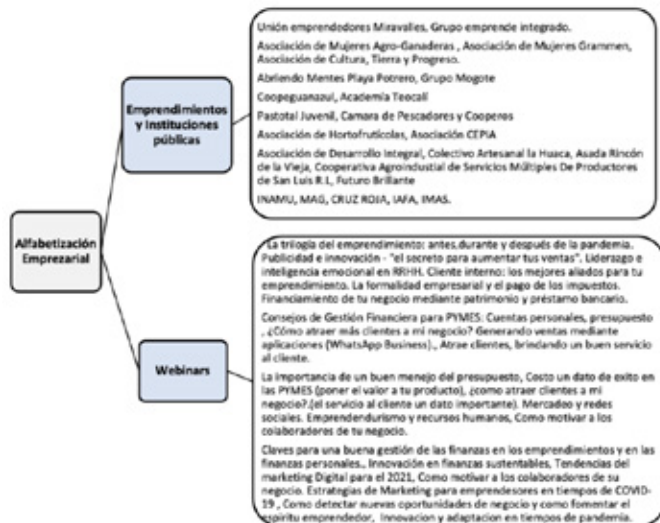 Alfabetización
Emprezarial
Emprendimientos
y Instituciones
públicas
Unión emprendedores Miravalles, Grupo emprende integrado.
Asociación de Mujeres Agro-Ganaderas , Asociación de Mujeres Grammen,
Asociación de Cultura, Tierra y Progreso.
Abriendo Mentes Playa Potrero, Grupo Mogote
Coopeguanazul, Academía Teocali
Pastotal Juvenil, Camara de Pescadores y Cooperos
Asociación de Hortofrutícolas, Asociación CEPIA
Asociación de Desarrollo Integral, Colectivo Artesanal la Huaca, Asada Rincón
de la Vieja, Cooperativa Agroindustial de Servicios Múltiples De Productores
de San Luis R.L, Futuro Brillante
INAMU, MAG, CRUZ ROJA, IAFA, IMAS.
Webinars
La trilogía del emprendimiento: antes,durante y después de la pandemia.
Publicidad e innovación - "el secreto para aumentar tus ventas". Liderazgo e
inteligencia emocional en RRHH. Cliente interno: los mejores aliados para tu
emprendimiento. La formalidad empresarial y el pago de los impuestos.
Financiamiento de tu negocio mediante patrimonio y préstamo bancario.
Consejos de Gestión Financiera para PYMES: Cuentas personales, presupuesto
, ¿Cómo atraer más clientes a mi negocio? Generando ventas mediante
aplicaciones (WhatsApp Business)., Atrae clientes, brindando un buen servicio
al cliente.
La importancia de un buen menejo del presupuesto, Costo un dato de exito en
las PYMES (poner el valor a tu producto), ¿como atraer clientes a mi
negocio?.(el servicio al cliente un dato importante). Mercadeo y redes
sociales. Emprendendurismo y recursos humanos, Como motivar a los
colaboradores de tu negocio.
Claves para una buena gestión de las finanzas en los emprendimientos y en las
finanzas personales., Innovación en finanzas sustentables, Tendencias del
marketing Digital para el 2021, Como motivar a los colaboradores de su
negocio. Estrategias de Marketing para emprendesores en tiempos de COVID-
19 , Como detectar nuevas oportunidades de negocio y como fomentar el
espíritu emprendedor, Innovacion y adaptacion en tiempos de pandemia.